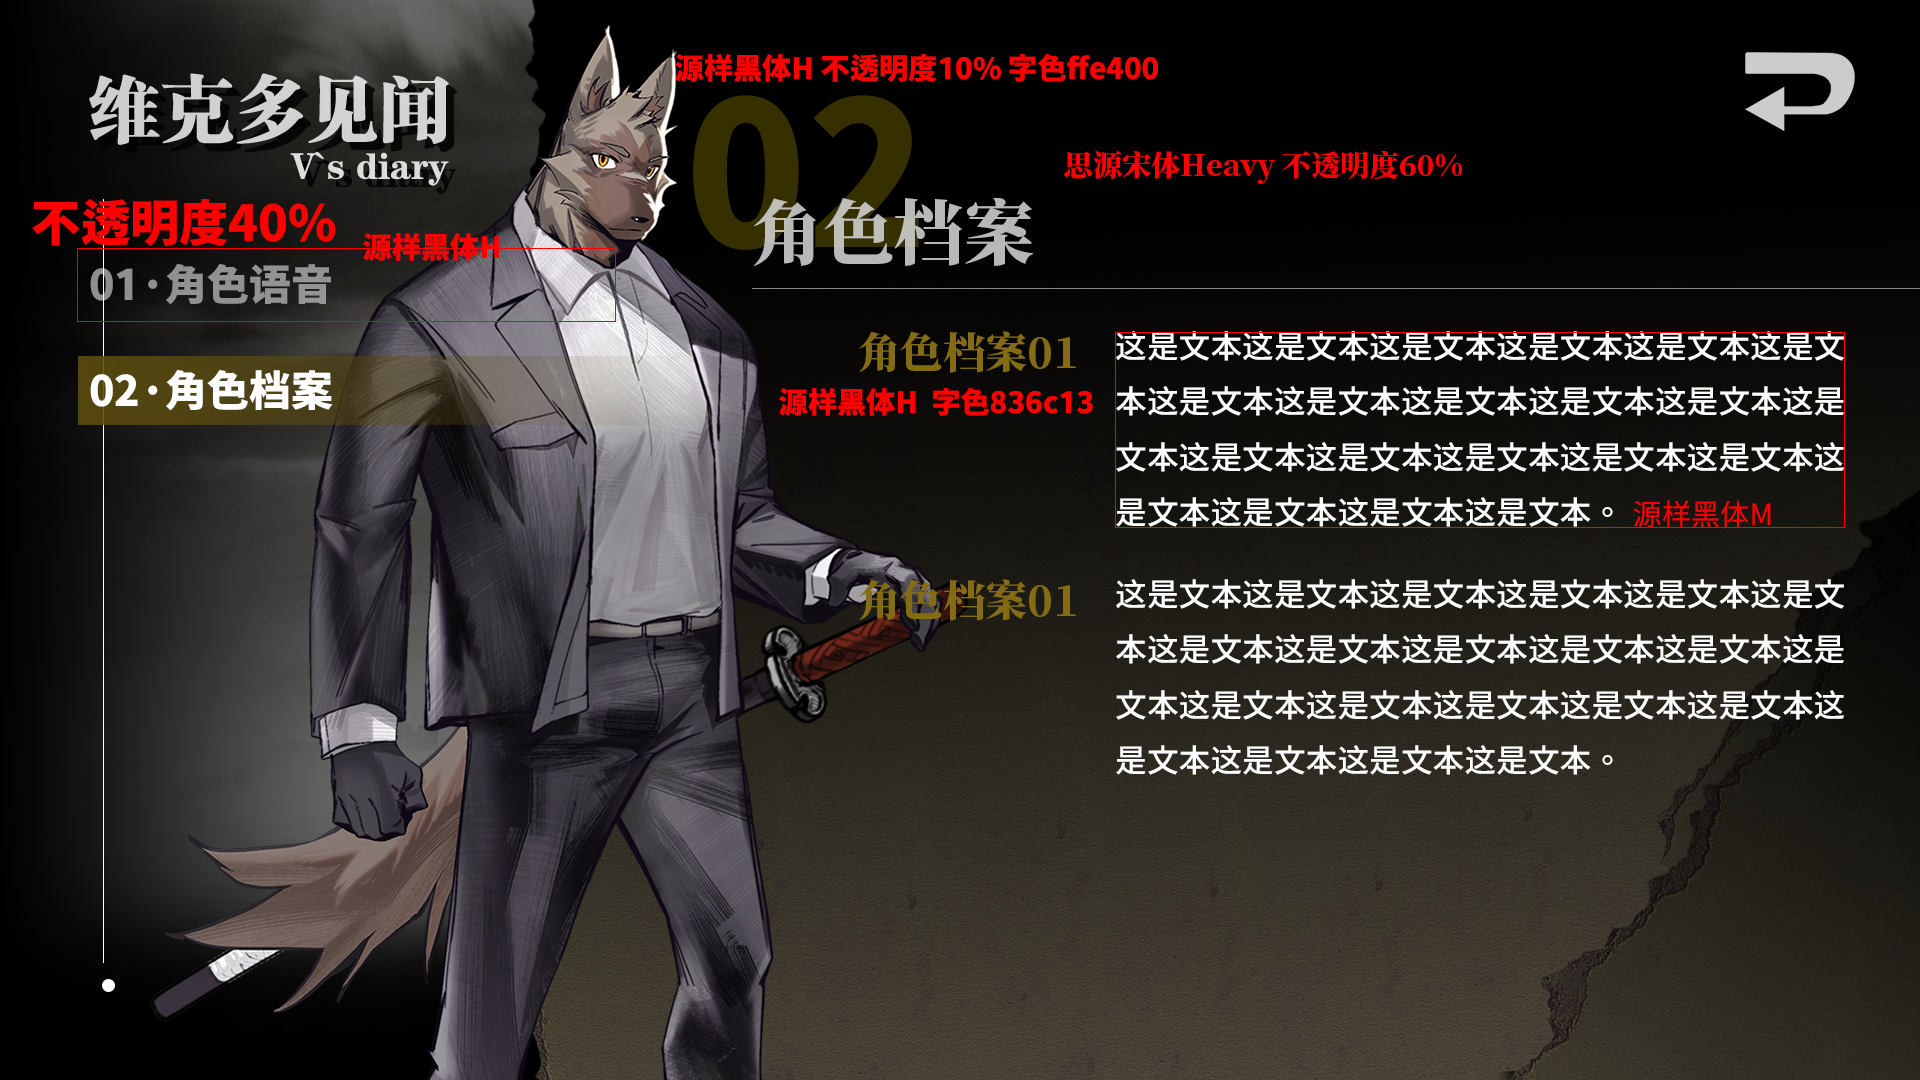 维克多见闻
V`s diary
不透明度40%
源样黑体H
01·角色语音
02·角色档案
源样黑体H 不透明度10% 字色ffe400
02
思源宋体Heavy 不透明度60%
角色档案
角色档案01
源样黑体H 字色836c13
这是文本这是文本这是文本这是文本这是文本这是文
本这是文本这是文本这是文本这是文本这是文本这是
文本这是文本这是文本这是文本这是文本这是文本这
是文本这是文本这是文本这是文本。
源样黑体M
角色档案01
这是文本这是文本这是文本这是文本这是文本这是文
本这是文本这是文本这是文本这是文本这是文本这是
文本这是文本这是文本这是文本这是文本这是文本这
是文本这是文本这是文本这是文本。